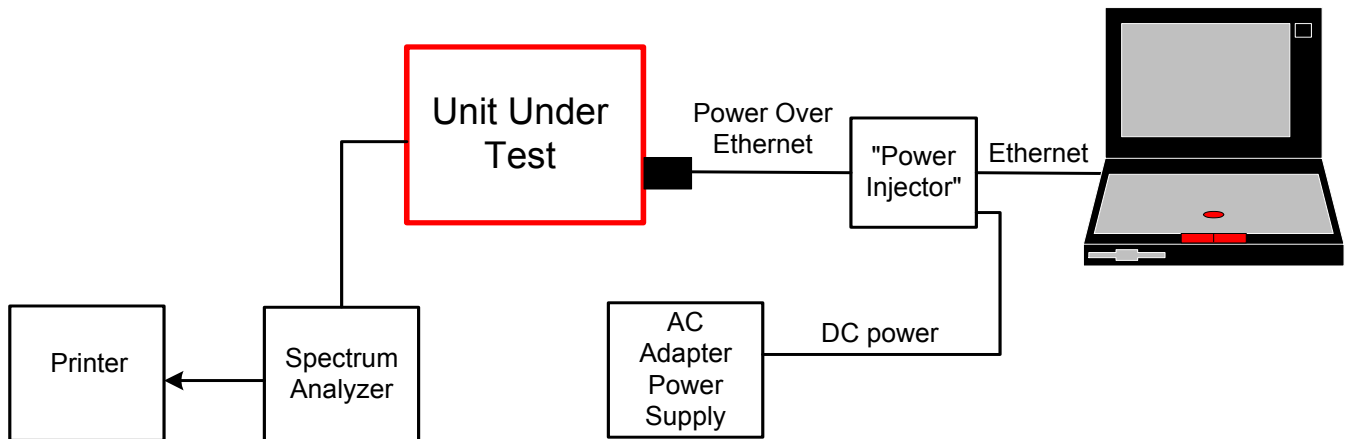 Unit Under
Test
Power Over
Ethernet
"Power
Injector"
Ethernet
Printer
Spectrum
Analyzer
AC
Adapter
Power
Supply
DC power